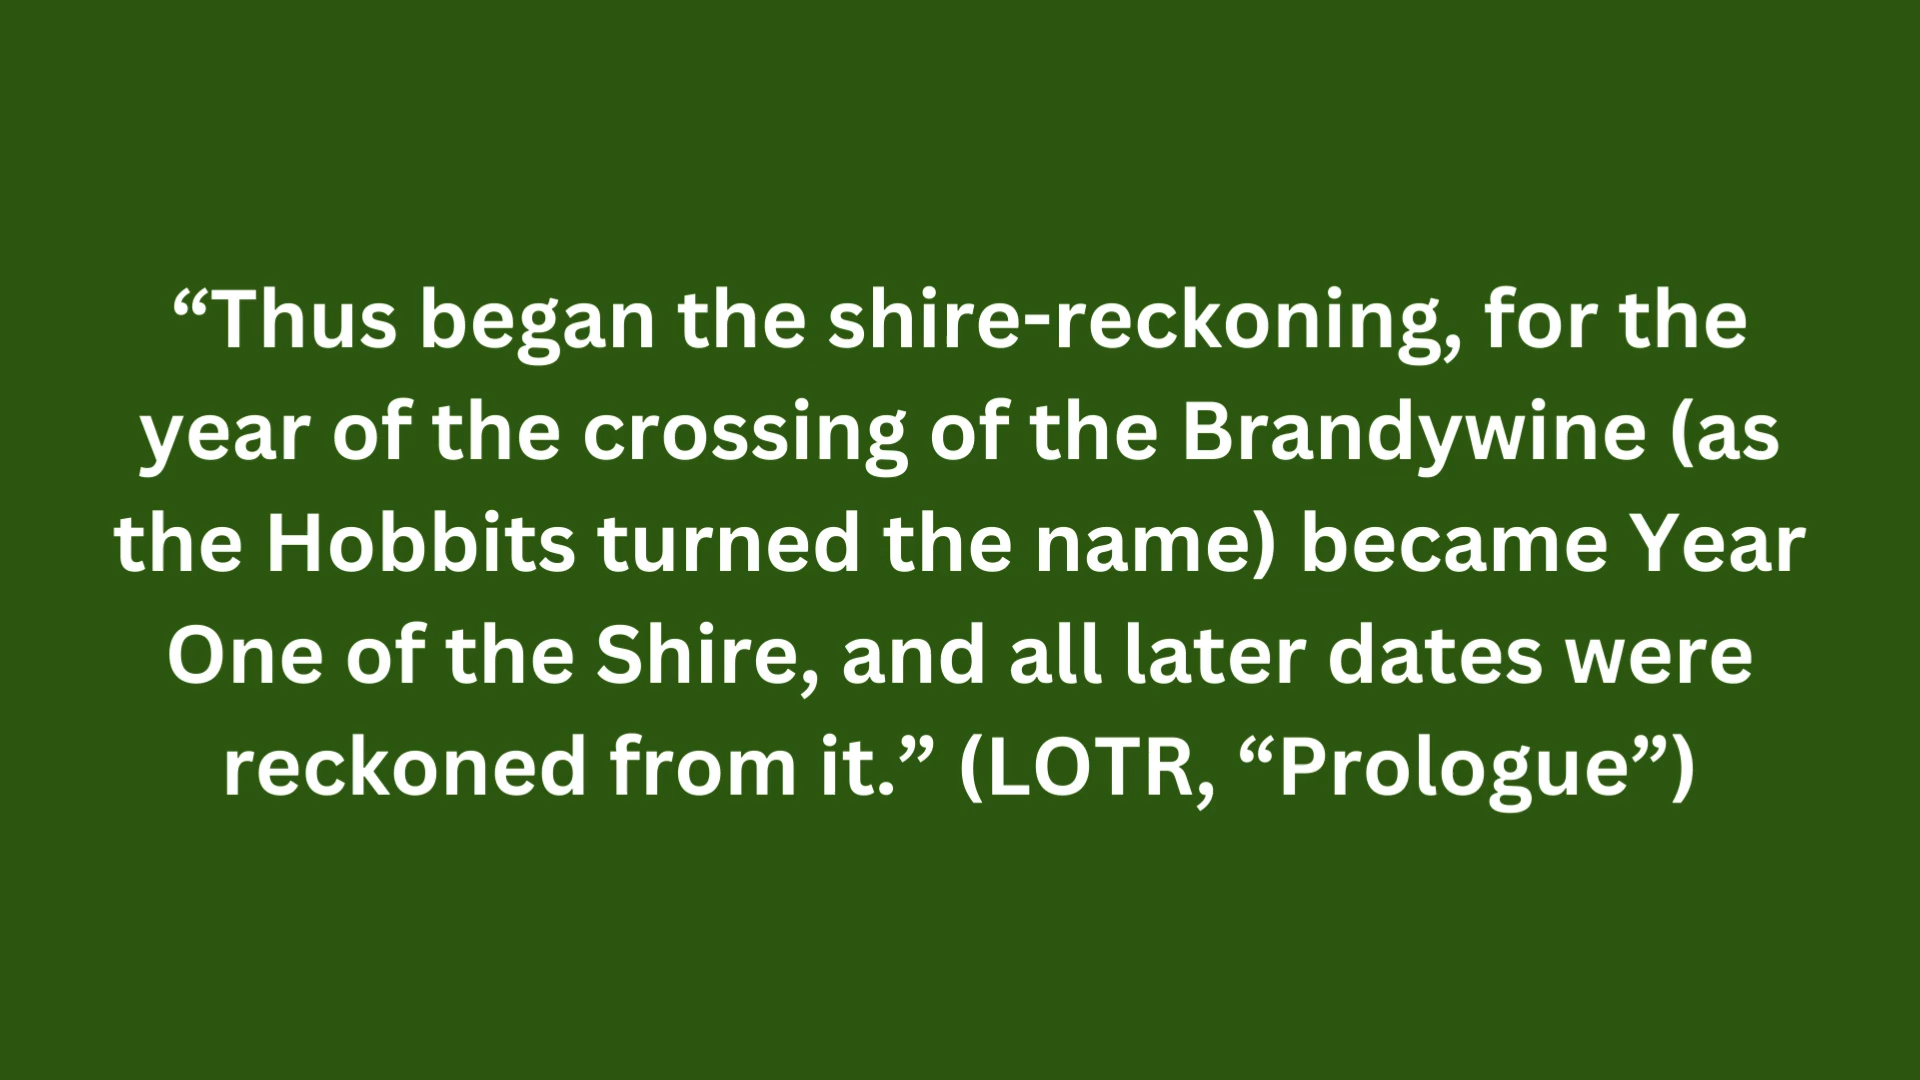 “Thus began the shire-reckoning, for the
year of the crossing of the Brandywine (as
the Hobbits turned the name) became Year
One of the Shire, and all later dates were
reckoned from it.” (LOTR, “Prologue”)